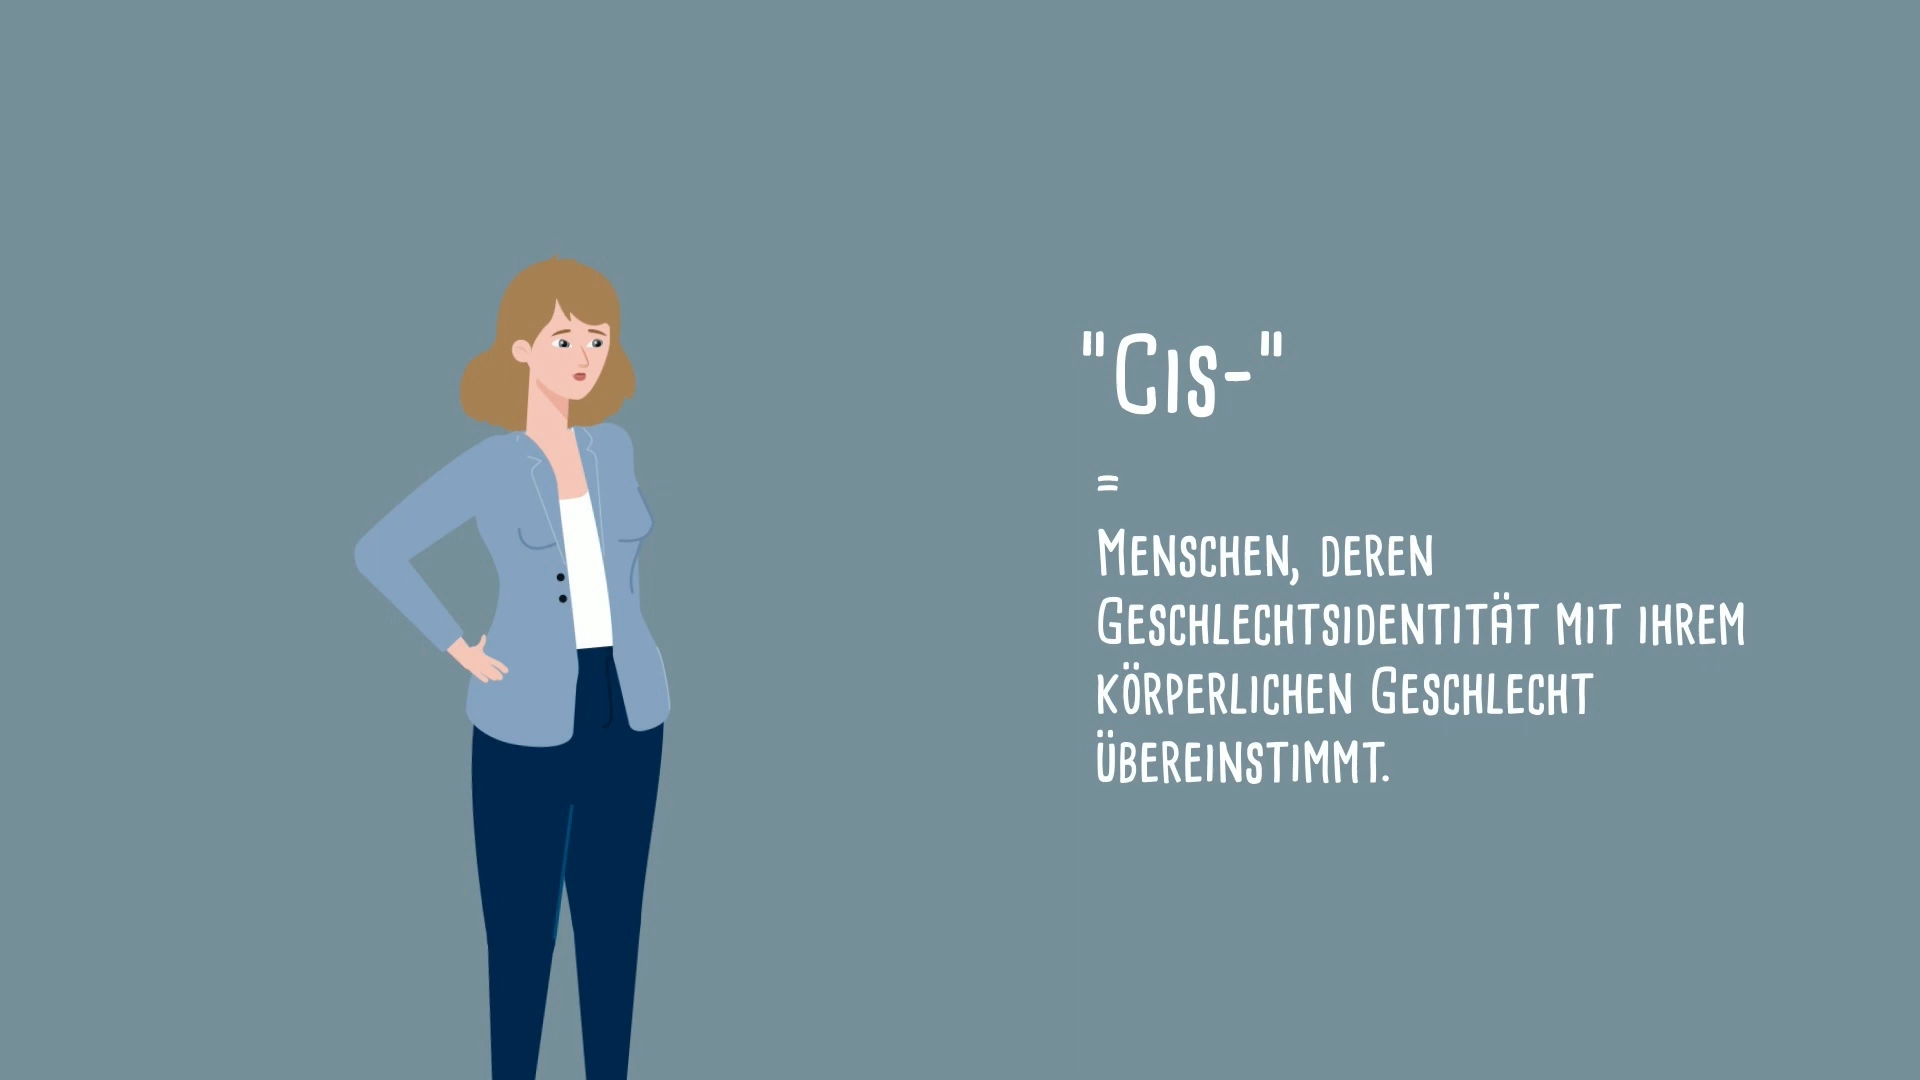 "Cis-"
=
Menschen, deren
Geschlechtsidentität mit ihrem
körperlichen Geschlecht
übereinstimmt.